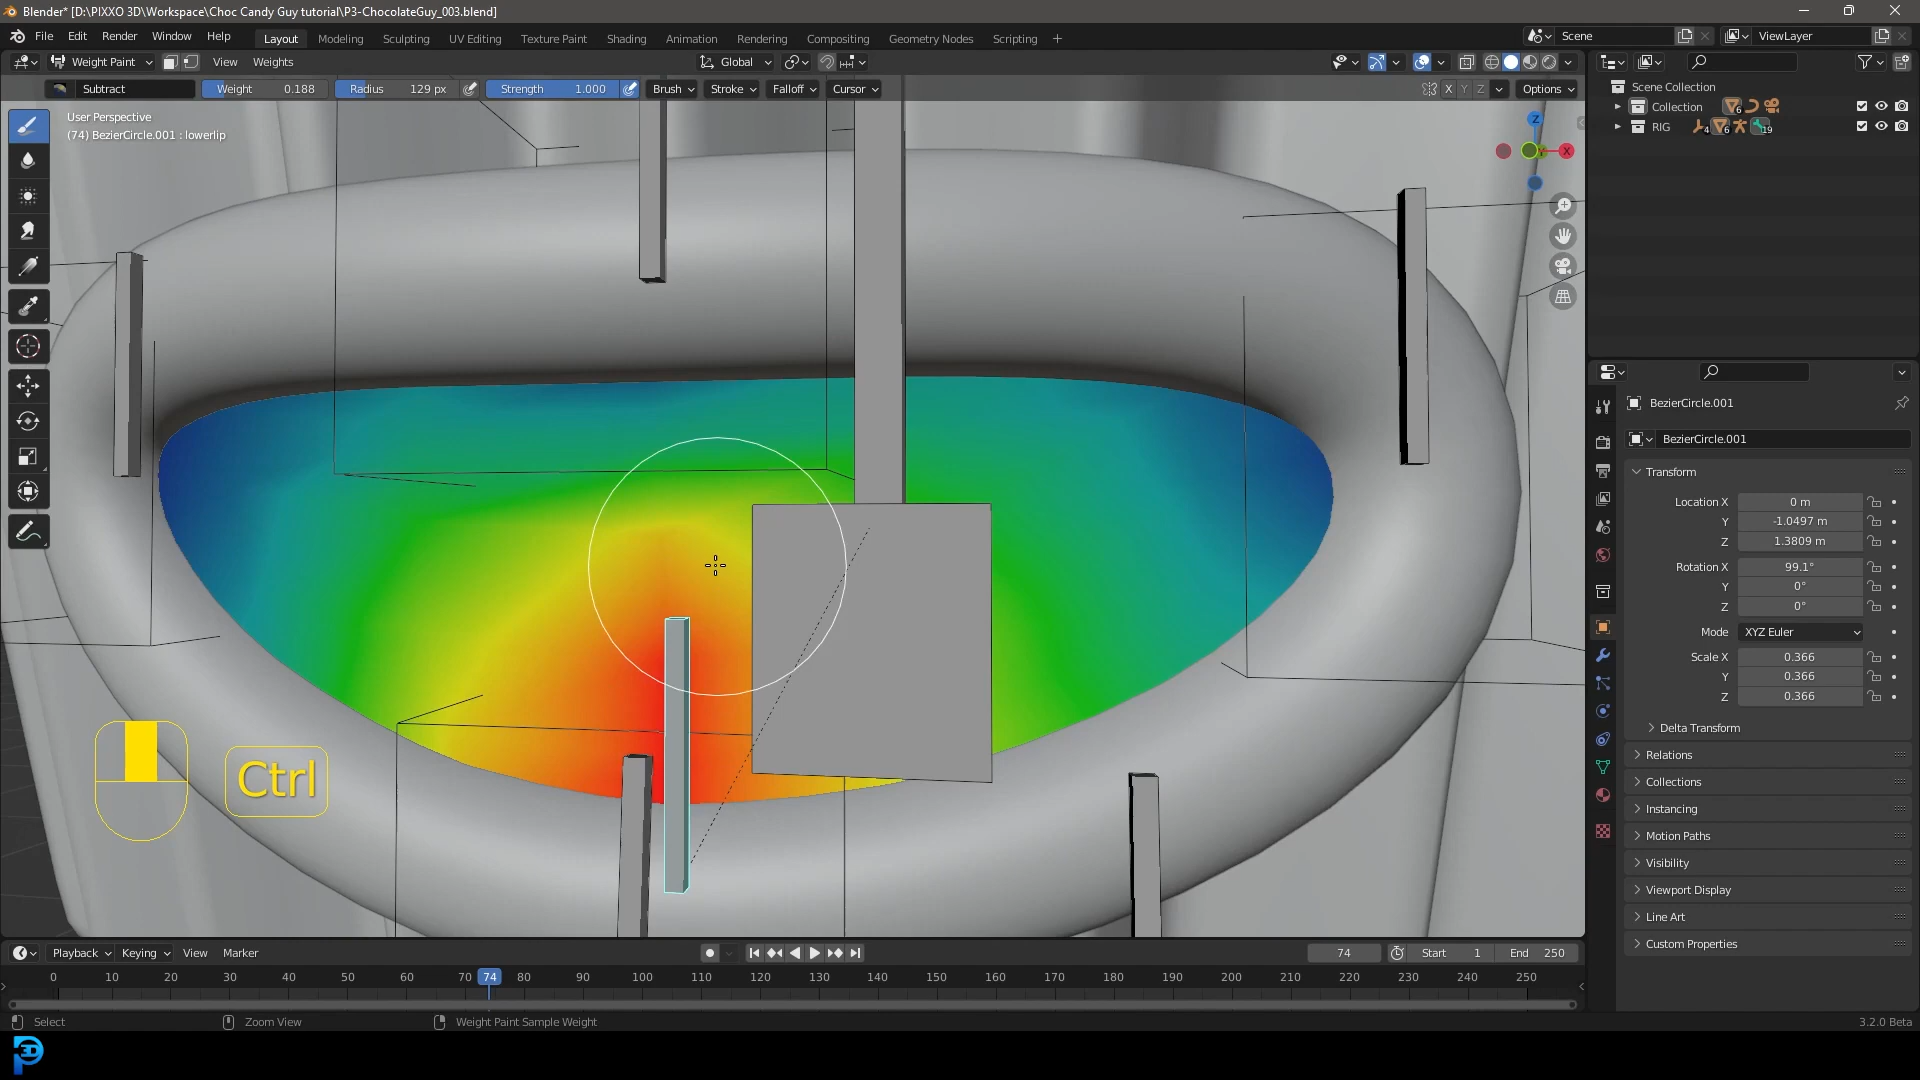 Blender* [D:\PIXXO 3D\Workspace\Choc Candy Guy tutorial\P3-ChocolateGuy_003.blend]
File Edit Render Window Help Layout Modeling Sculpting UV Editing Texture Paint Shading Animation Rendering Compositing Geometry Nodes Scripting + Scene ViewLayer
Weight Paint View Weights Global
Subtract Weight 0.188 Radius 129 px Strength 1.000 Brush Stroke Falloff Cursor X Y Z Options
User Perspective
(74) BezierCircle.001 : lowerlip
Z
X
Ctrl
Scene Collection
Collection 6
RIG 4 6 19
BezierCircle.001
BezierCircle.001
Transform
Location X 0 m
Y -1.0497 m
Z 1.3809 m
Rotation X 99.1°
Y 0°
Z 0°
Mode XYZ Euler
Scale X 0.366
Y 0.366
Z 0.366
Delta Transform
Relations
Collections
Instancing
Motion Paths
Visibility
Viewport Display
Line Art
Custom Properties
Playback Keying View Marker 74 Start 1 End 250
0 10 20 30 40 50 60 70 74 80 90 100 110 120 130 140 150 160 170 180 190 200 210 220 230 240 250
Select Zoom View Weight Paint Sample Weight 3.2.0 Beta